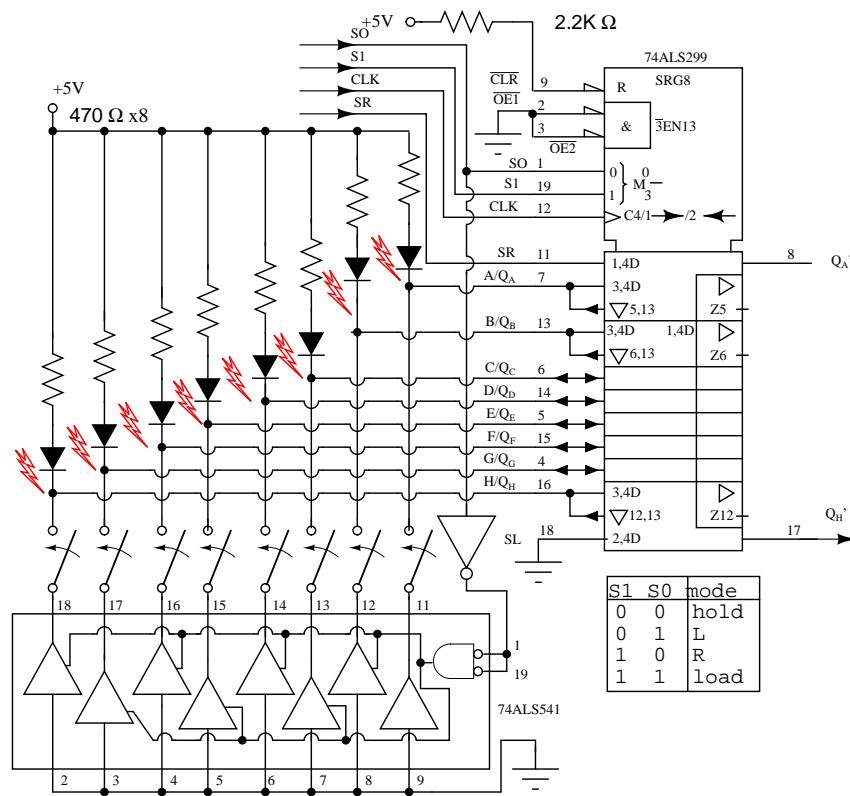 +5V
2.2K Ω
SO
S1
CLK
SR
+5V
470 Ω x8
74ALS299
SRG8
CLR
9
R
OE1
2
&
3EN13
3
OE2
SO 1
0
M 0
3
S1 19
1
CLK 12
C4/1 /2
SR 11
1,4D
8
QA'
A/QA
7
3,4D
5,13
Z5
B/QB
13
3,4D 1,4D
6,13
Z6
C/QC 6
D/QD 14
E/QE 5
F/QF 15
G/QG 4
H/QH 16
3,4D
12,13
Z12
SL
18
2,4D
17
QH'
18 17 16 15 14 13 12 11
1
19
74ALS541
2 3 4 5 6 7 8 9
S1 S0 mode
0 0 hold
0 1 L
1 0 R
1 1 load